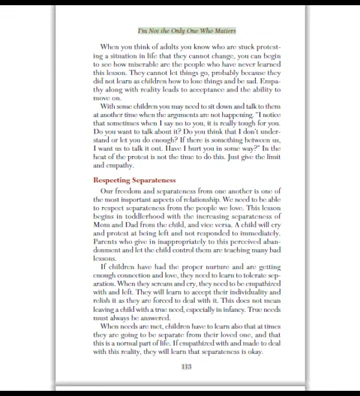 I'm Not the Only One Who Matters
When you think of adults you know who are stuck protest-
ing a situation in life that they cannot change, you can begin
to see how miserable are the people who have never learned
this lesson. They cannot let things go, probably because they
did not learn as children how to lose things and be sad. Empa-
thy along with reality leads to acceptance and the ability to
move on.
With some children you may need to sit down and talk to them
at another time when the arguments are not happening. "I notice
that sometimes when I say no to you, it is really tough for you.
Do you want to talk about it? Do you think that I don't under-
stand or let you do enough? If there is something between us,
I want us to talk it out. Have I hurt you in some way?" In the
heat of the protest is not the time to do this. Just give the limit
and empathy.
Respecting Separateness
Our freedom and separateness from one another is one of
the most important aspects of relationship. We need to be able
to respect separateness from the people we love. This lesson
begins in toddlerhood with the increasing separateness of
Mom and Dad from the child, and vice versa. A child will cry
and protest at being left and not responded to immediately.
Parents who give in inappropriately to this perceived aban-
donment and let the child control them are teaching many bad
lessons.
If children have had the proper nurture and are getting
enough connection and love, they need to learn to tolerate sep-
aration. When they scream and cry, they need to be empathized
with and left. They will learn to accept their individuality and
relish it as they are forced to deal with it. This does not mean
leaving a child with a true need, especially in infancy. True needs
must always be answered.
When needs are met, children have to learn also that at times
they are going to be separate from their loved one, and that
this is a normal part of life. If empathized with and made to deal
with this reality, they will learn that separateness is okay.
113